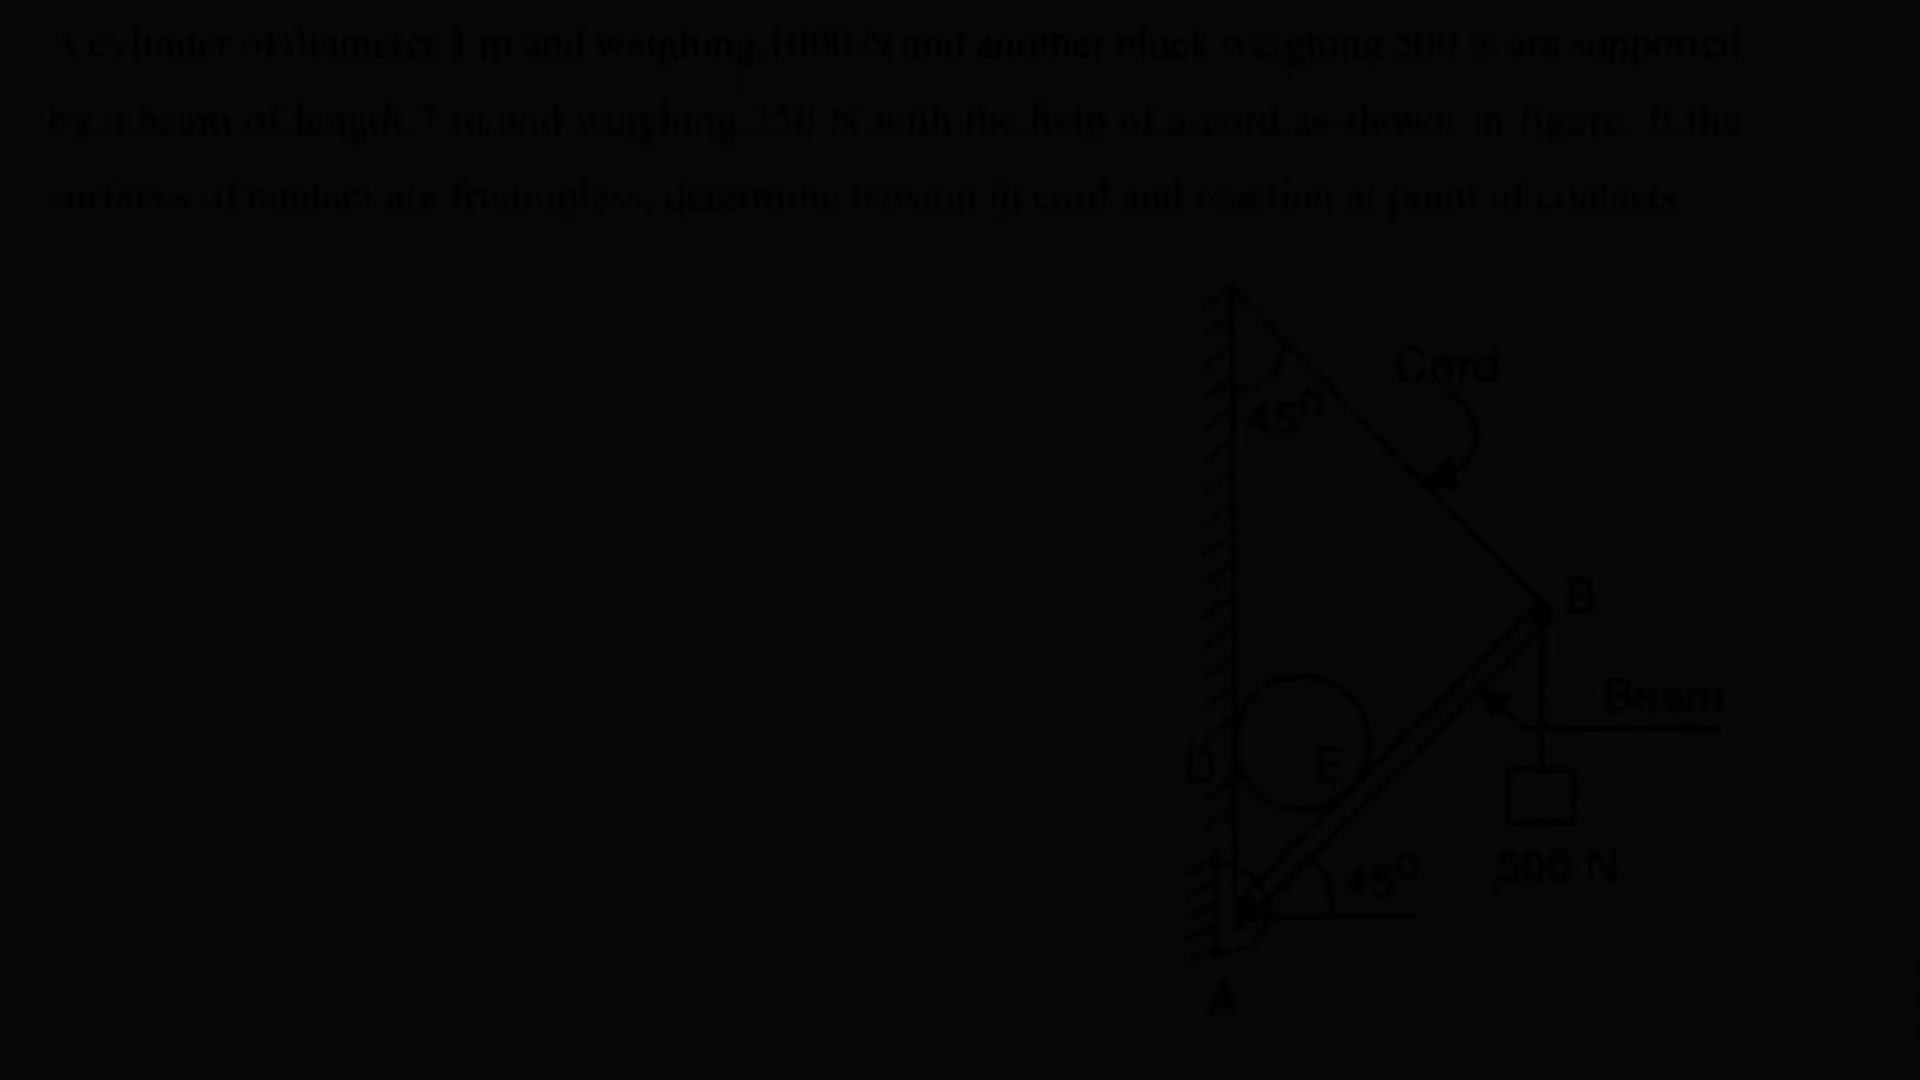 A cylinder of diameter 1 m and weighing 1000 N and another block weighing 500 N are supported
by a beam of length 7 m and weighing 250 N with the help of a cord as shown in figure. If the
surfaces of contact are frictionless, determine tension in cord and reaction at point of contacts
Cord
45°
B
Beam
D
E
45°
500 N
A